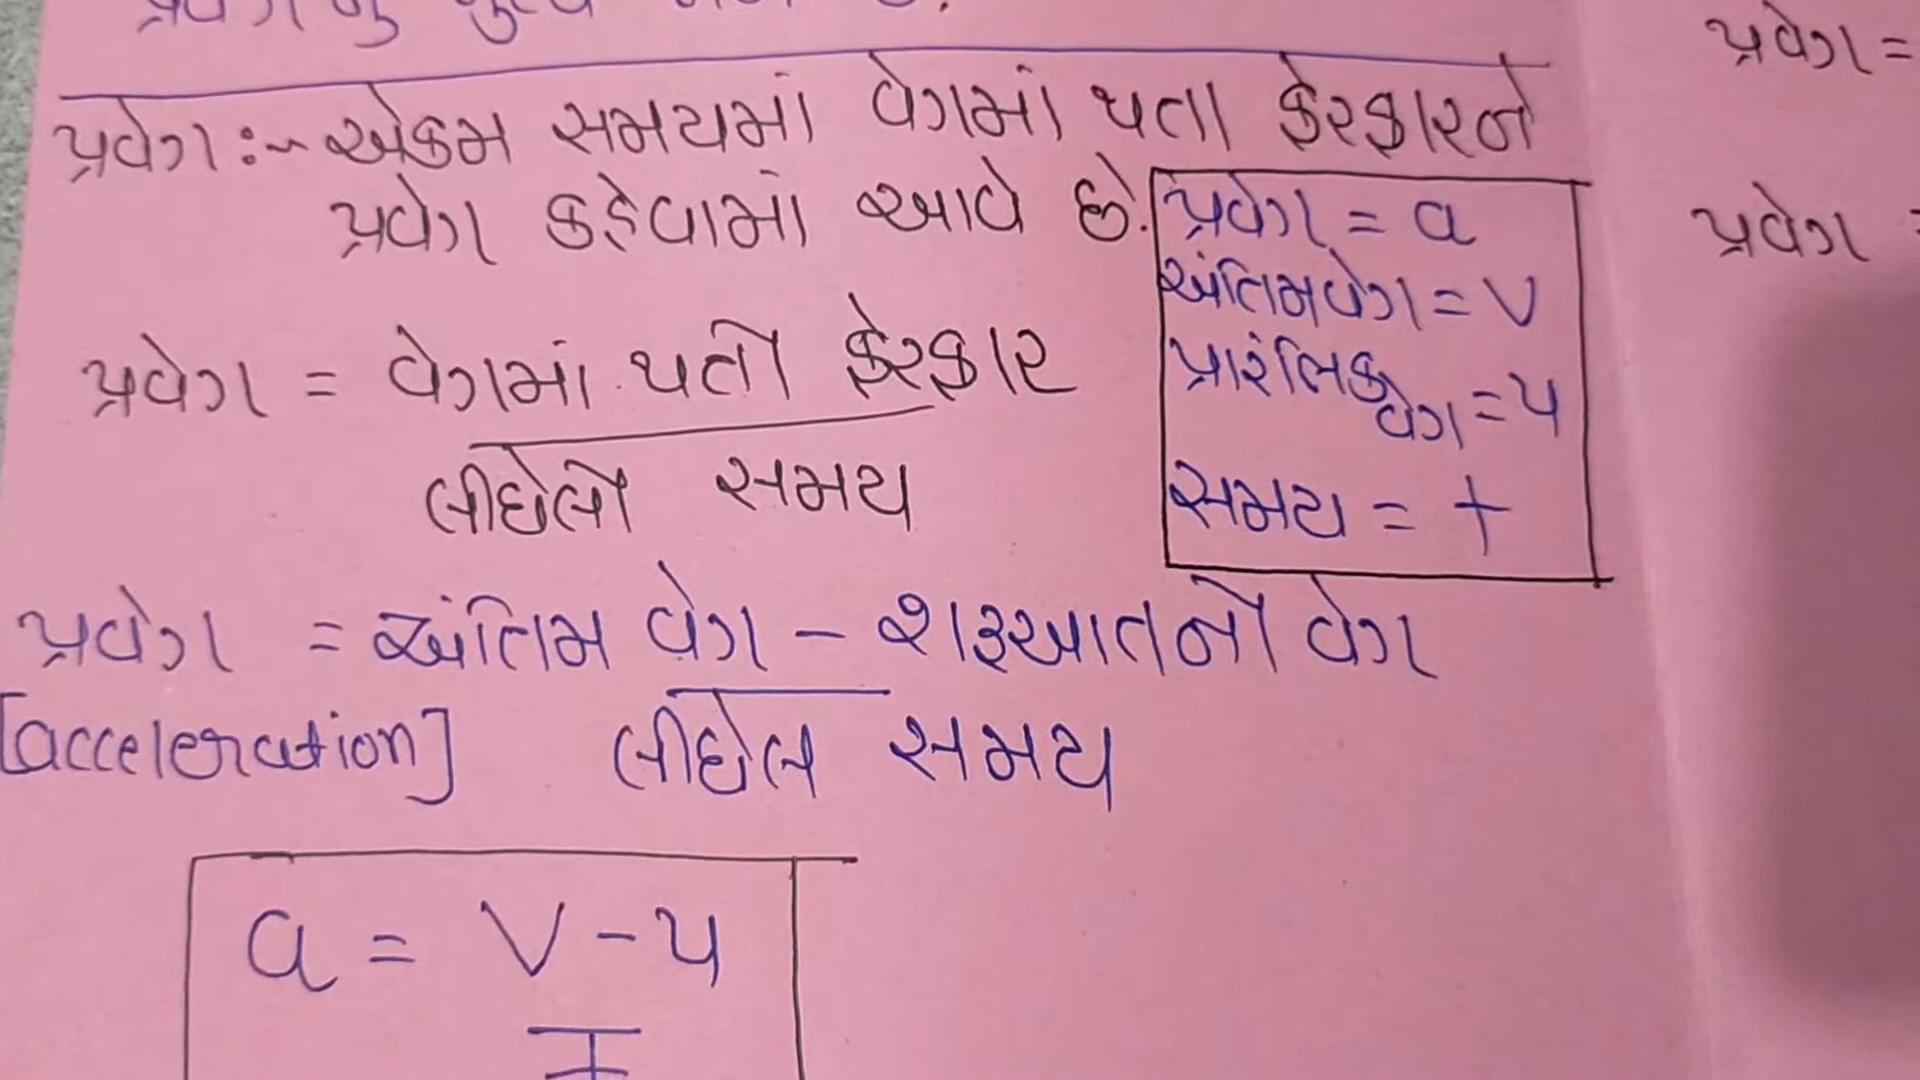 પ્રવેગ:- એકમ સમયમાં વેગમાં થતા ફેરફારને
પ્રવેગ કહેવામાં આવે છે.
પ્રવેગ = a
અંતિમવેગ = v
પ્રારંભિક વેગ = u
સમય = t
પ્રવેગ = વેગમાં થતો ફેરફાર
લીધેલો સમય
પ્રવેગ = અંતિમ વેગ - શરૂઆતનો વેગ
[acceleration] લીધેલ સમય
a = v - u
t
પ્રવેગ =
પ્રવેગ =